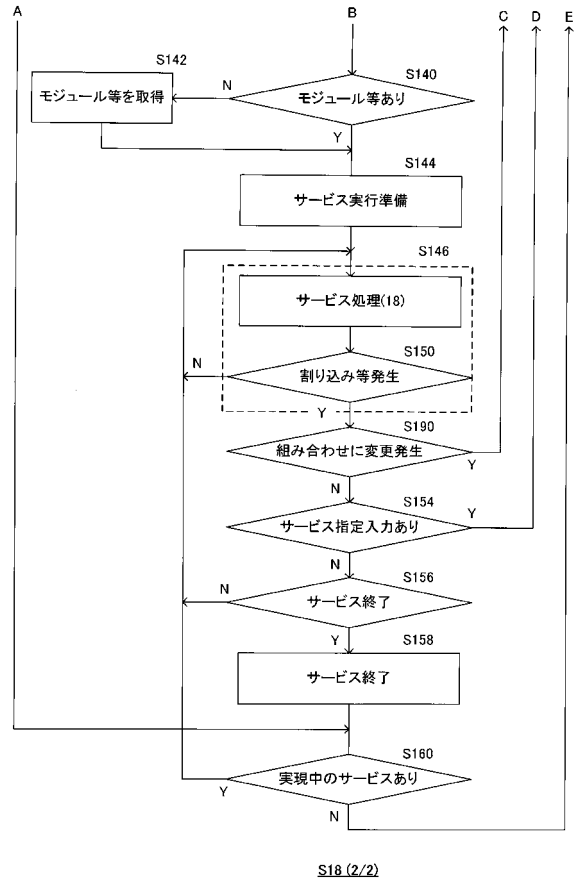 A
B
C
D
E
S142
N
S140
モジュール等を取得
モジュール等あり
Y
S144
サービス実行準備
S146
サービス処理(18)
N
S150
割り込み等発生
Y
S190
組み合わせに変更発生
Y
N
S154
Y
サービス指定入力あり
N
S156
N
サービス終了
Y
S158
サービス終了
S160
実現中のサービスあり
Y
N
S18 (2/2)